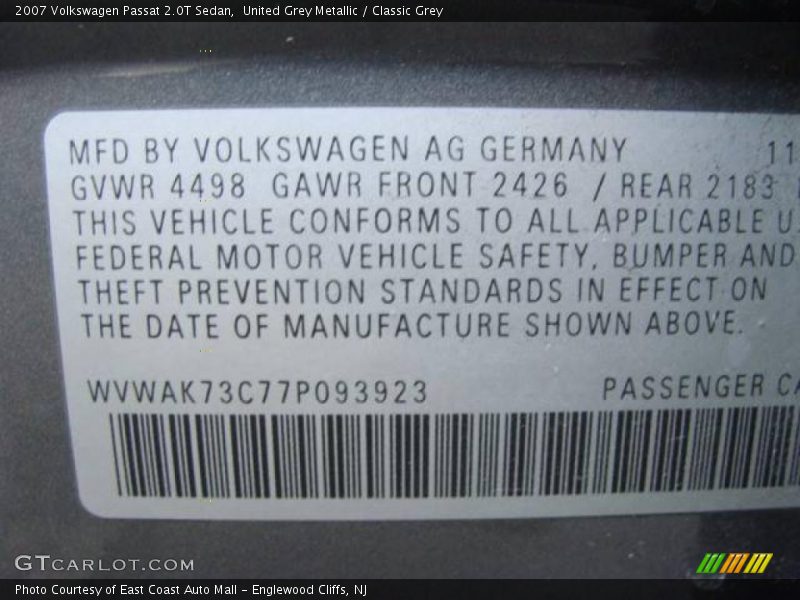 2007 Volkswagen Passat 2.0T Sedan, United Grey Metallic / Classic Grey
MFD BY VOLKSWAGEN AG GERMANY 11
GVWR 4498 GAWR FRONT 2426 / REAR 2183
THIS VEHICLE CONFORMS TO ALL APPLICABLE U
FEDERAL MOTOR VEHICLE SAFETY, BUMPER AND
THEFT PREVENTION STANDARDS IN EFFECT ON
THE DATE OF MANUFACTURE SHOWN ABOVE.
WVWAK73C77P093923 PASSENGER CA
GTCARLOT.COM
Photo Courtesy of East Coast Auto Mall - Englewood Cliffs, NJ